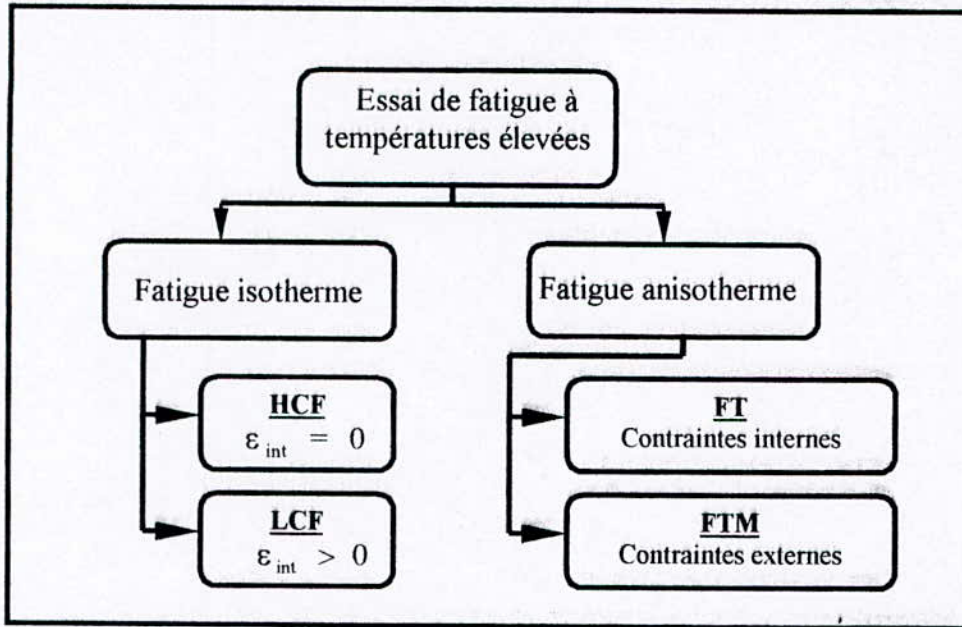 Essai de fatigue à
températures élevées
Fatigue isotherme
HCF
ε int = 0
LCF
ε int > 0
Fatigue anisotherme
FT
Contraintes internes
FTM
Contraintes externes